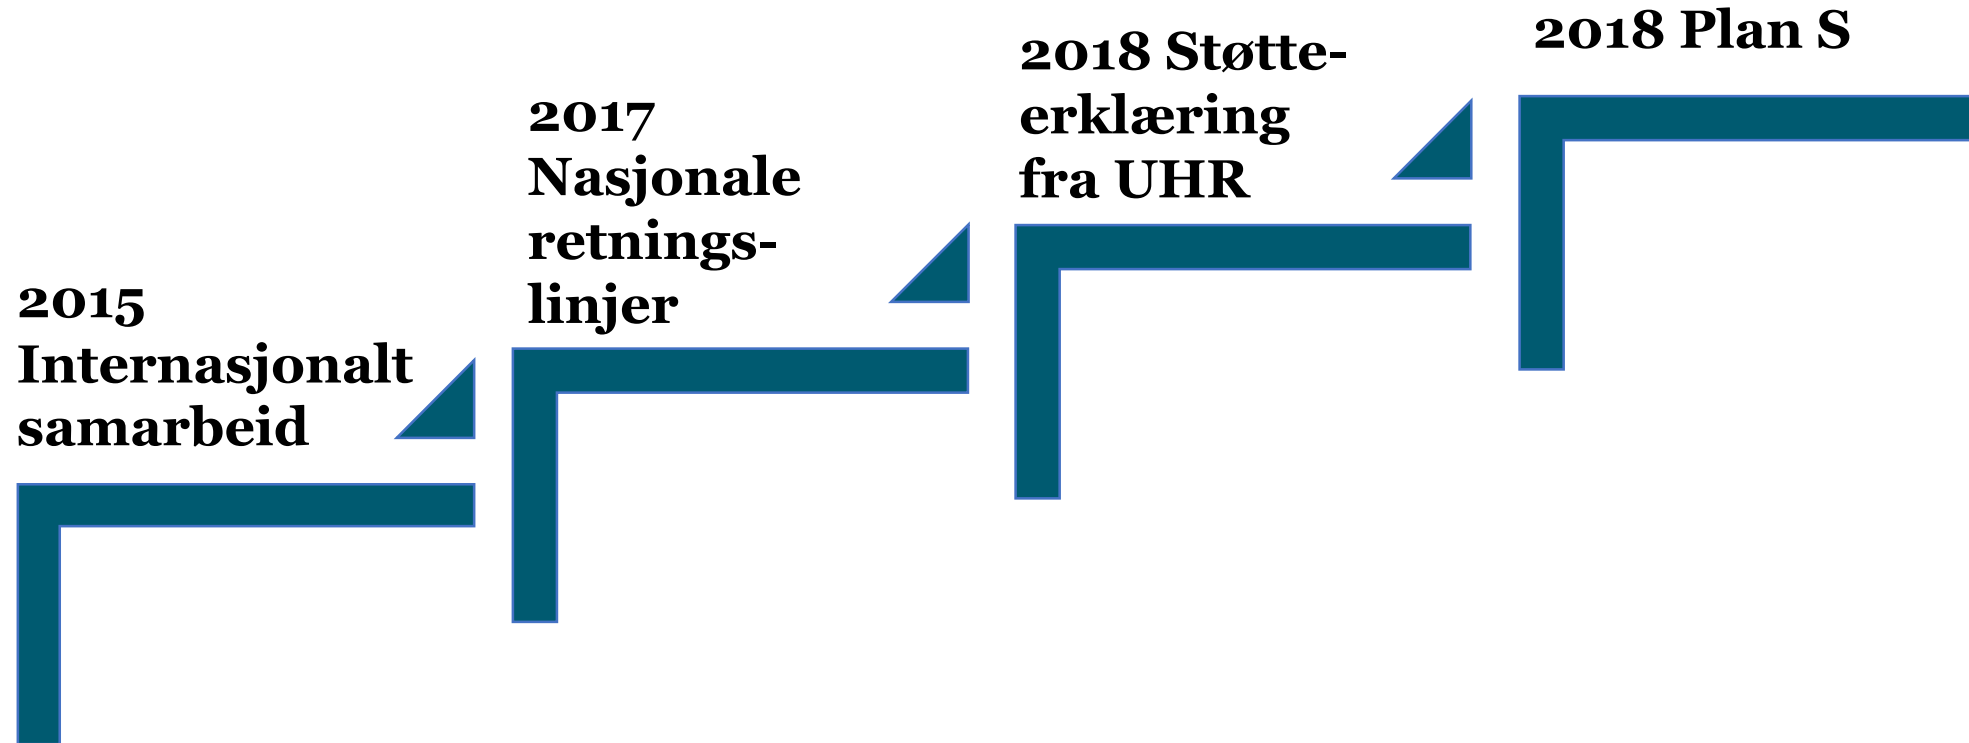 2015
Internasjonalt
samarbeid
2017
Nasjonale
retnings-
linjer
2018 Støtte-
erklæring
fra UHR
2018 Plan S